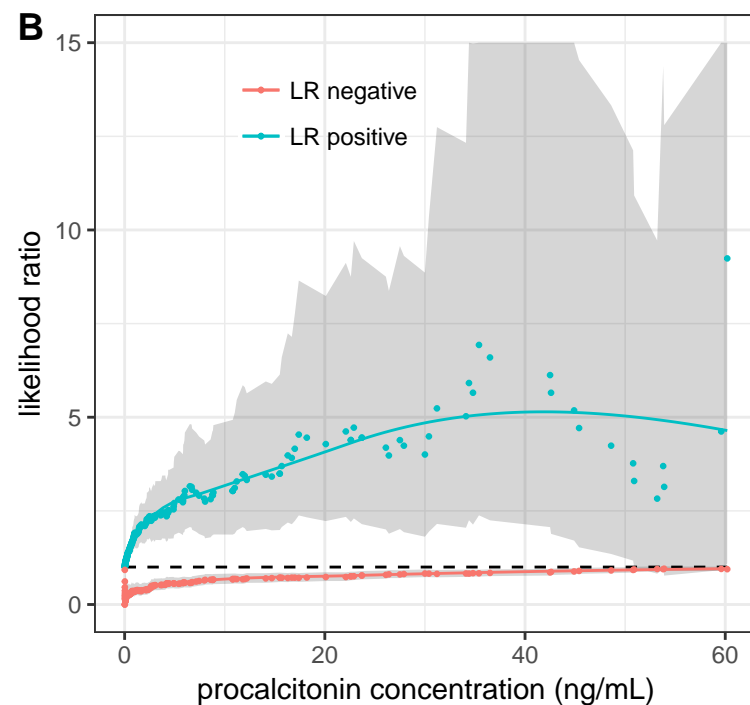 B
15
10
5
0
LR negative
LR positive
likelihood ratio
0 20 40 60
procalcitonin concentration (ng/mL)